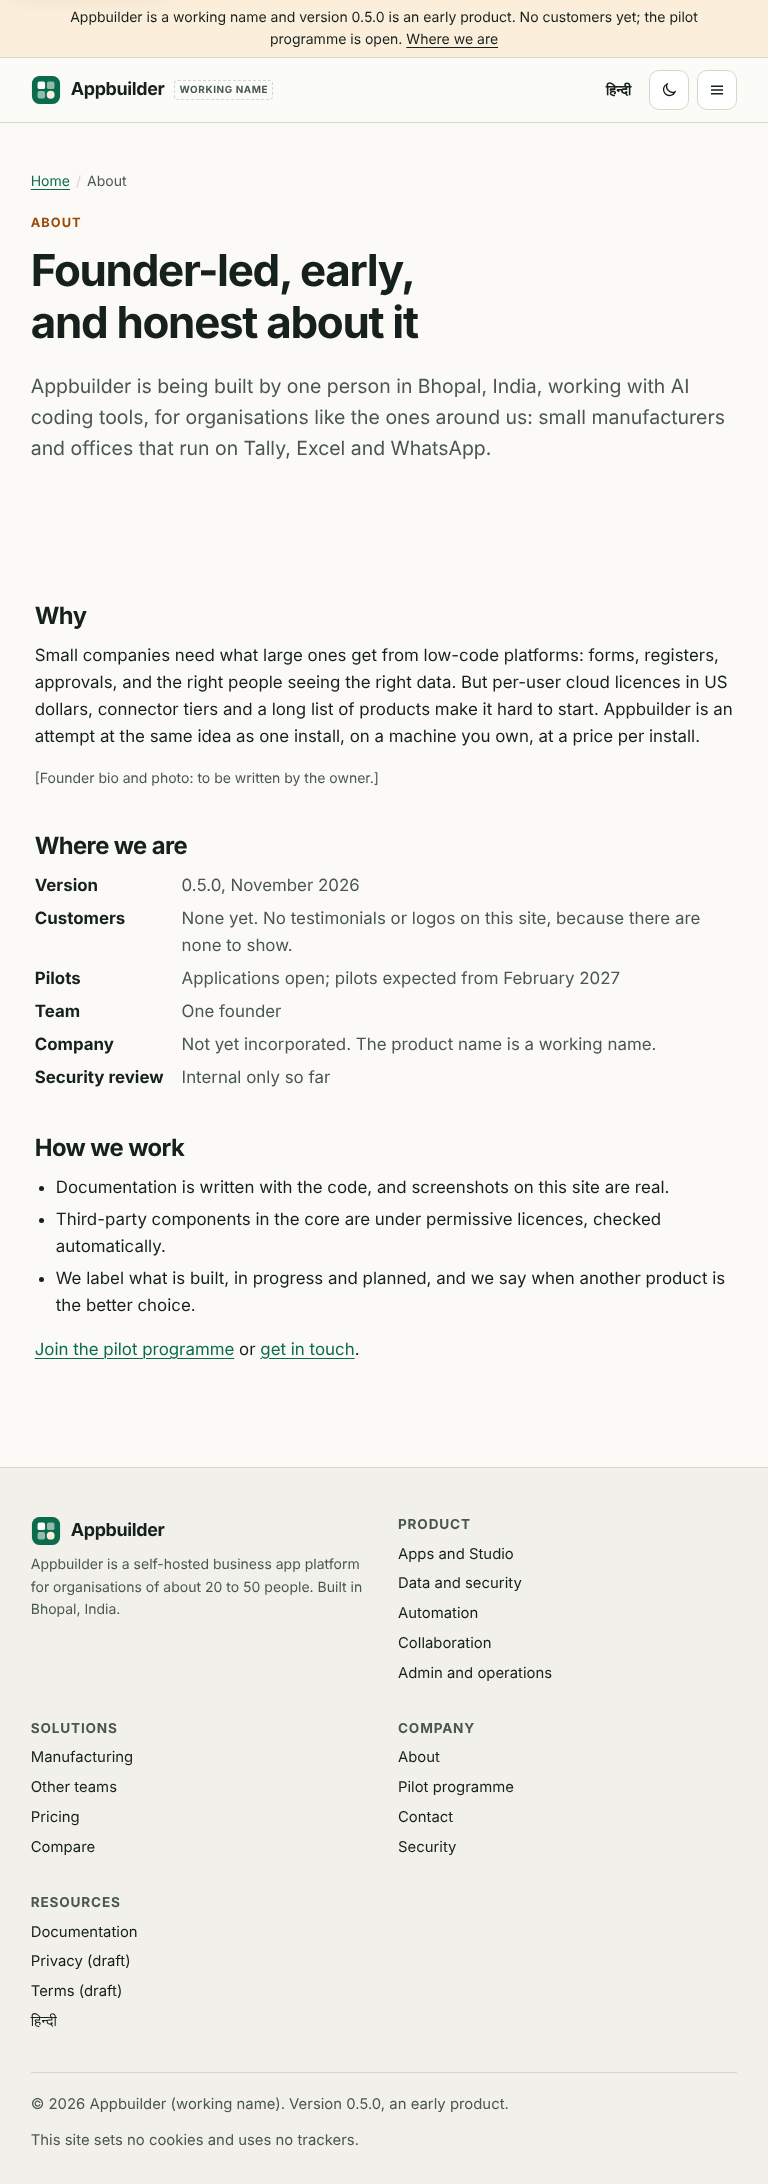 Appbuilder is a working name and version 0.5.0 is an early product. No customers yet; the pilot
programme is open. Where we are
Appbuilder WORKING NAME हिन्दी
Home / About
ABOUT
Founder-led, early,
and honest about it
Appbuilder is being built by one person in Bhopal, India, working with AI
coding tools, for organisations like the ones around us: small manufacturers
and offices that run on Tally, Excel and WhatsApp.
Why
Small companies need what large ones get from low-code platforms: forms, registers,
approvals, and the right people seeing the right data. But per-user cloud licences in US
dollars, connector tiers and a long list of products make it hard to start. Appbuilder is an
attempt at the same idea as one install, on a machine you own, at a price per install.
[Founder bio and photo: to be written by the owner.]
Where we are
Version 0.5.0, November 2026
Customers None yet. No testimonials or logos on this site, because there are
none to show.
Pilots Applications open; pilots expected from February 2027
Team One founder
Company Not yet incorporated. The product name is a working name.
Security review Internal only so far
How we work
• Documentation is written with the code, and screenshots on this site are real.
• Third-party components in the core are under permissive licences, checked
automatically.
• We label what is built, in progress and planned, and we say when another product is
the better choice.
Join the pilot programme or get in touch.
Appbuilder
Appbuilder is a self-hosted business app platform
for organisations of about 20 to 50 people. Built in
Bhopal, India.
PRODUCT
Apps and Studio
Data and security
Automation
Collaboration
Admin and operations
SOLUTIONS
Manufacturing
Other teams
Pricing
Compare
COMPANY
About
Pilot programme
Contact
Security
RESOURCES
Documentation
Privacy (draft)
Terms (draft)
हिन्दी
© 2026 Appbuilder (working name). Version 0.5.0, an early product.
This site sets no cookies and uses no trackers.